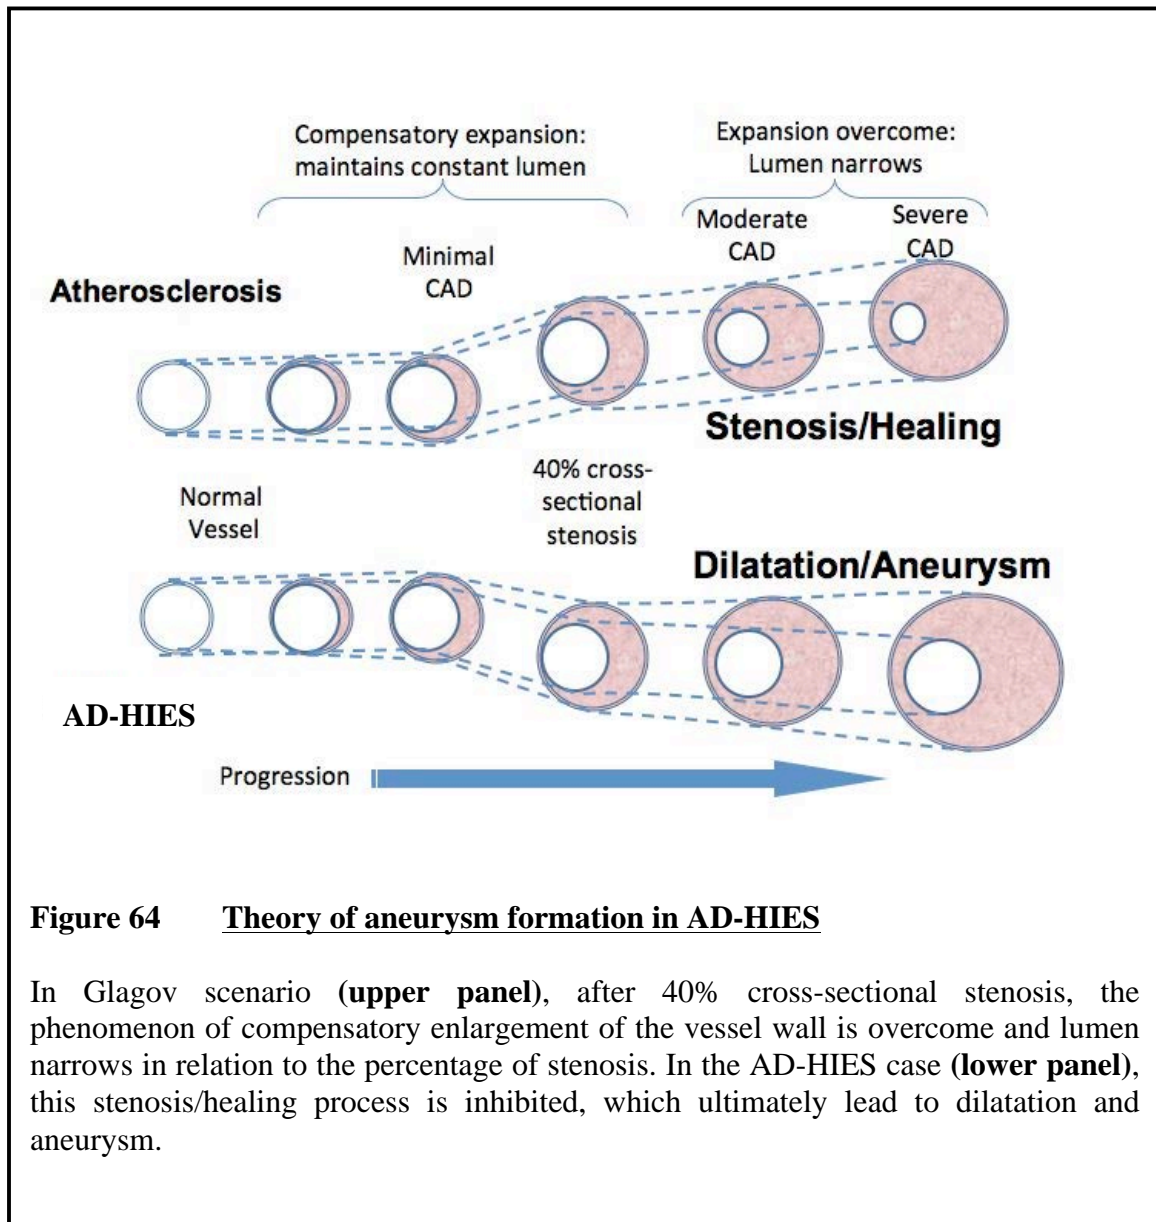 Compensatory expansion:
maintains constant lumen
Expansion overcome:
Lumen narrows
Minimal
CAD
Moderate
CAD
Severe
CAD
Atherosclerosis
Stenosis/Healing
Normal
Vessel
40% cross-
sectional
stenosis
Dilatation/Aneurysm
AD-HIES
Progression
Figure 64 Theory of aneurysm formation in AD-HIES
In Glagov scenario (upper panel), after 40% cross-sectional stenosis, the
phenomenon of compensatory enlargement of the vessel wall is overcome and lumen
narrows in relation to the percentage of stenosis. In the AD-HIES case (lower panel),
this stenosis/healing process is inhibited, which ultimately lead to dilatation and
aneurysm.